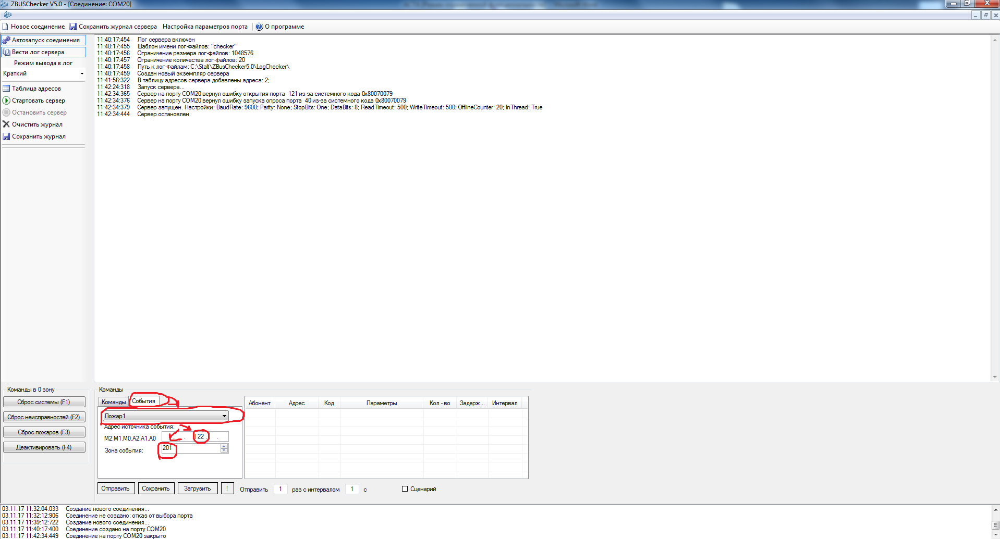 ZBUSChecker V5.0 - [Соединение: COM20]
Новое соединение Сохранить журнал сервера Настройка параметров порта О программе
Автозапуск соединения
Вести лог сервера
Режим вывода в лог
Краткий
Таблица адресов
Стартовать сервер
Остановить сервер
Очистить журнал
Сохранить журнал
11:40:17:454 Лог сервера включен
11:40:17:455 Шаблон имени лог-файлов: "checker"
11:40:17:456 Ограничение размера лог-файлов: 1048576
11:40:17:457 Ограничение количества лог-файлов: 20
11:40:17:458 Путь к лог-файлам: C:\Stalt\ZBusChecker5.0\LogChecker\
11:40:17:459 Создан новый экземпляр сервера
11:41:56:322 В таблицу адресов сервера добавлены адреса: 2;
11:42:24:318 Запуск сервера...
11:42:34:365 Сервер на порту COM20 вернул ошибку открытия порта 121 из-за системного кода 0x80070079
11:42:34:376 Сервер на порту COM20 вернул ошибку запуска опроса порта 40 из-за системного кода 0x80070079
11:42:34:379 Сервер запущен. Настройки: BaudRate: 9600; Parity: None; StopBits: One; DataBits: 8; ReadTimeout: 500; WriteTimeout: 500; OfflineCounter: 20; InThread: True
11:42:34:444 Сервер остановлен
Команды в 0 зону
Сброс системы (F1)
Сброс неисправностей (F2)
Сброс пожаров (F3)
Деактивировать (F4)
Команды
Команды События
Пожар1
Адрес источника события:
M2.M1.M0.A2.A1.A0 . . 22 . .
Зона события: 201
Абонент Адрес Код Параметры Кол - во Задерж... Интервал
Отправить Сохранить Загрузить ! Отправить 1 раз с интервалом 1 с Сценарий
03.11.17 11:32:04:033 Создание нового соединения...
03.11.17 11:32:12:906 Соединение не создано: отказ от выбора порта
03.11.17 11:39:12:722 Создание нового соединения...
03.11.17 11:40:17:400 Соединение создано на порту COM20
03.11.17 11:42:34:449 Соединение на порту COM20 закрыто